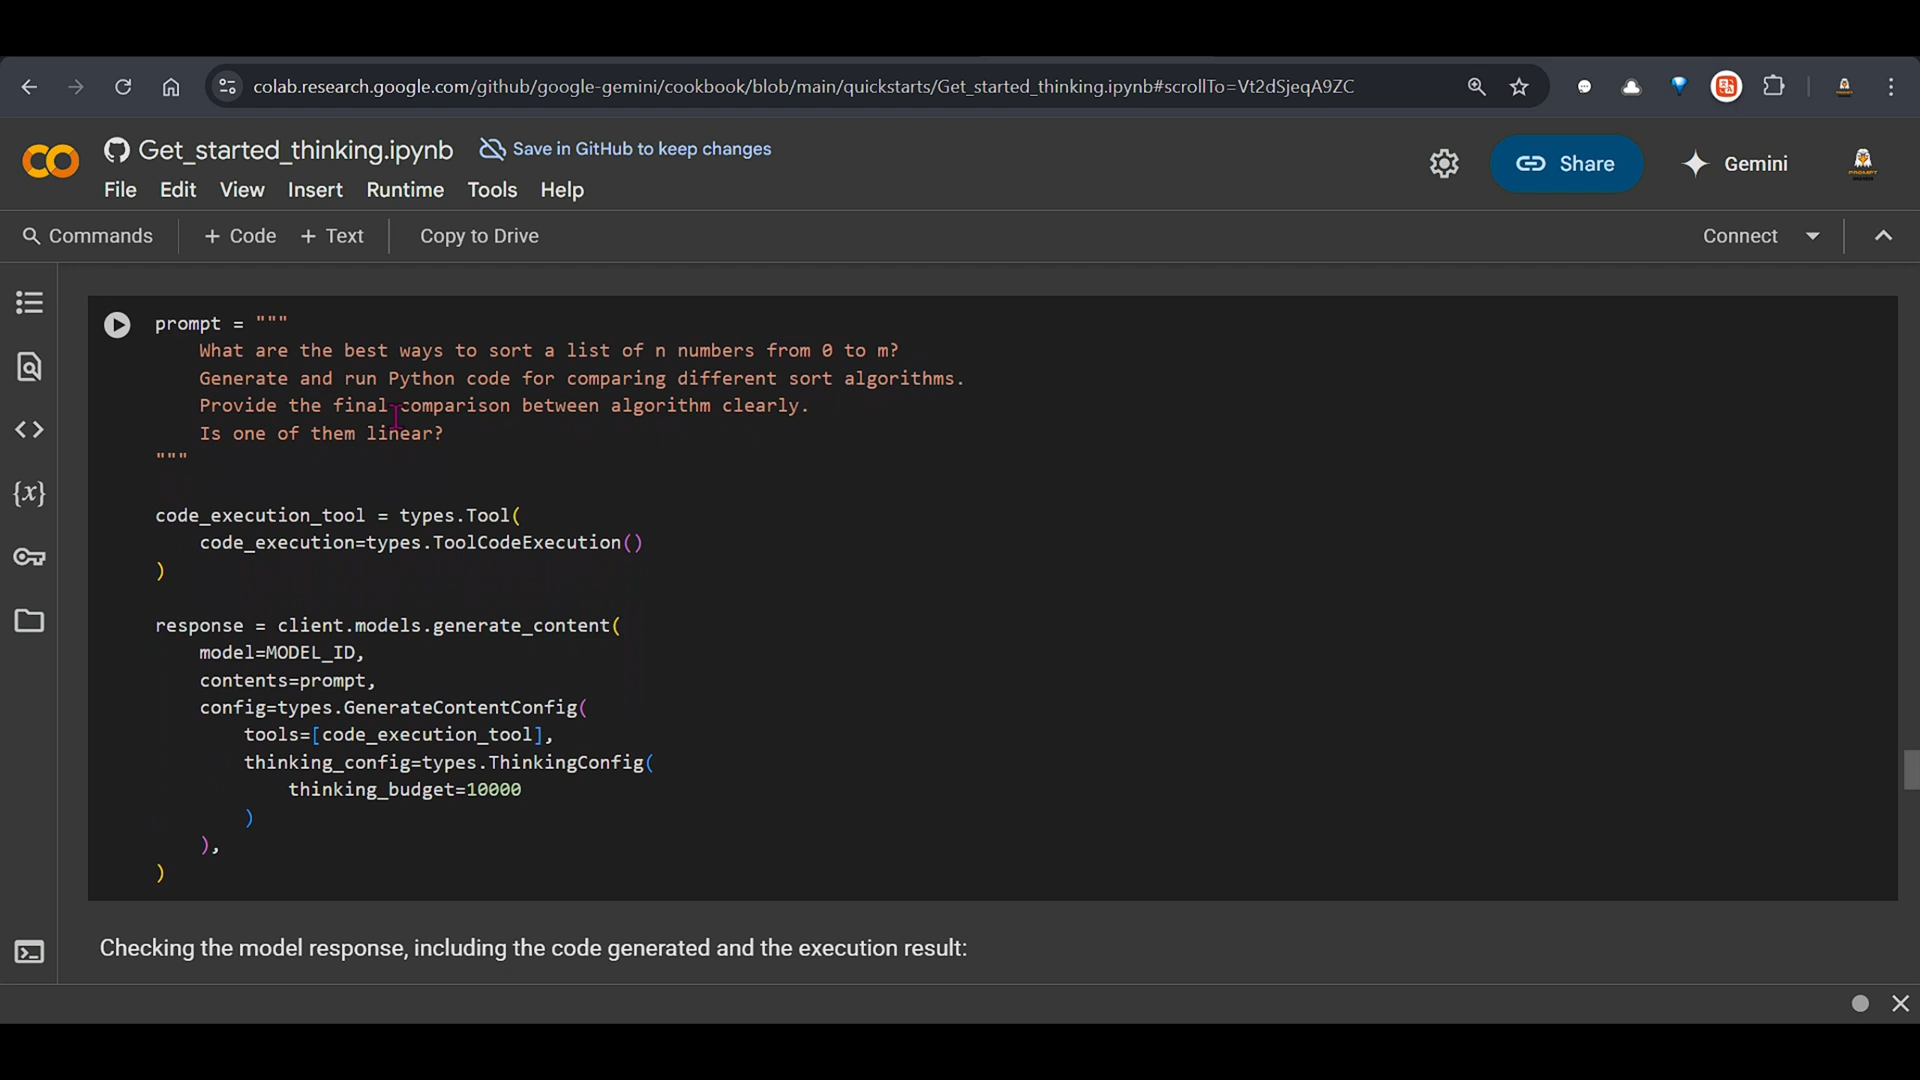 colab.research.google.com/github/google-gemini/cookbook/blob/main/quickstarts/Get_started_thinking.ipynb#scrollTo=Vt2dSjeqA9ZC
Get_started_thinking.ipynb Save in GitHub to keep changes
Share Gemini
File Edit View Insert Runtime Tools Help
Commands + Code + Text Copy to Drive Connect
prompt = """
What are the best ways to sort a list of n numbers from 0 to m?
Generate and run Python code for comparing different sort algorithms.
Provide the final comparison between algorithm clearly.
Is one of them linear?
"""
code_execution_tool = types.Tool(
code_execution=types.ToolCodeExecution()
)
response = client.models.generate_content(
model=MODEL_ID,
contents=prompt,
config=types.GenerateContentConfig(
tools=[code_execution_tool],
thinking_config=types.ThinkingConfig(
thinking_budget=10000
)
),
)
Checking the model response, including the code generated and the execution result: